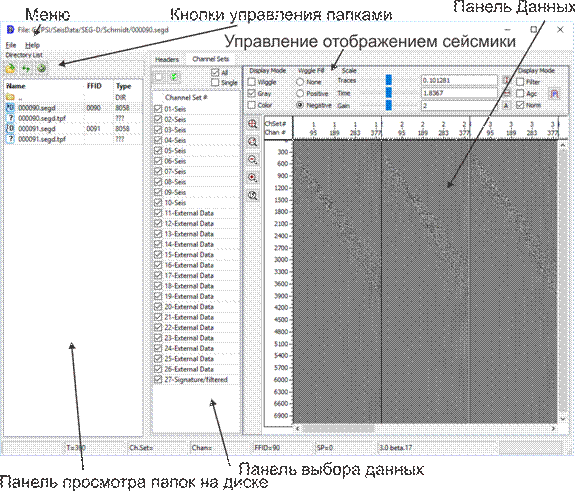 Меню
Кнопки управления папками
Панель Данных
Управление отображением сейсмики
File: C:/PSI/SeisData/SEG-D/Schmidt/000090.segd
File Help
Directory List
Name FFID Type
.. DIR
000090.segd 0090 8058
000090.segd.tpf ???
000091.segd 0091 8058
000091.segd.tpf ???
Headers Channel Sets
All
Single
Channel Set #
01-Seis
02-Seis
03-Seis
04-Seis
05-Seis
06-Seis
07-Seis
08-Seis
09-Seis
10-Seis
11-External Data
12-External Data
13-External Data
14-External Data
15-External Data
16-External Data
17-External Data
18-External Data
19-External Data
20-External Data
21-External Data
22-External Data
23-External Data
24-External Data
25-External Data
26-External Data
27-Signature/filtered
Display Mode Wiggle Fill Scale Display Mode
Wiggle None Traces 0.101281 Filter
Gray Positive Time 1.8367 Agc
Color Negative Gain 2 A Norm
ChSet# 1 1 1 1 2 2 2 2 3 3 3 3
Chan # 95 189 283 377 95 189 283 377 95 189 283 377
300
600
900
1200
1500
1800
2100
2400
2700
3000
3300
3600
3900
4200
4500
4800
5100
5400
5700
6000
6300
6600
6900
Ch.Set= Chan= FFID=90 SP=0 3.0 beta.17
Панель просмотра папок на диске
Панель выбора данных